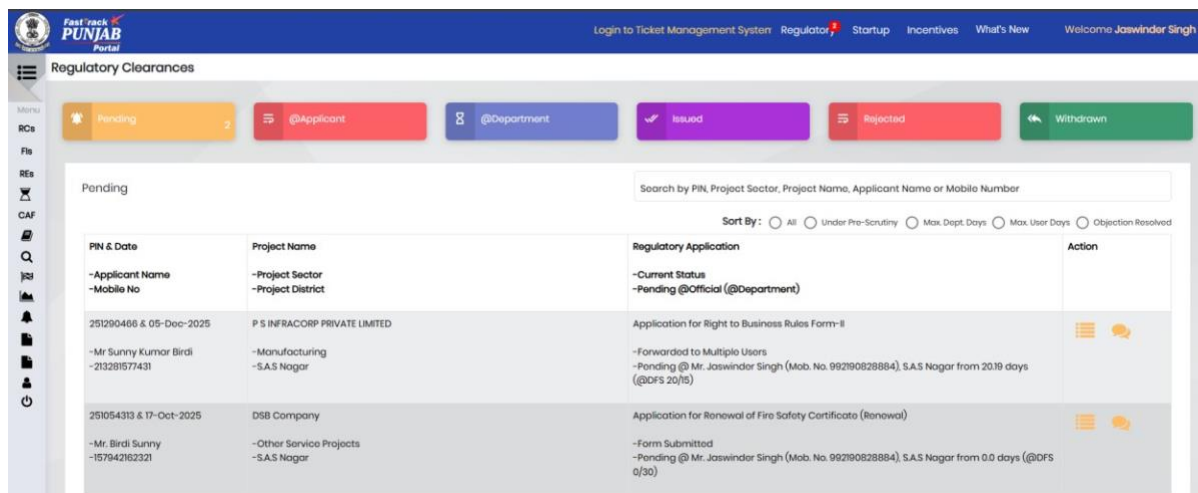 FastTrack
PUNJAB
Portal
Login to Ticket Management System Regulatory 2 Startup Incentives What's New Welcome Jaswinder Singh
Regulatory Clearances
Menu
RCs
FIs
REs
CAF
Pending 2
@Applicant
@Department
Issued
Rejected
Withdrawn
Pending
Search by PIN, Project Sector, Project Name, Applicant Name or Mobile Number
Sort By : All Under Pre-Scrutiny Max. Dept. Days Max. User Days Objection Resolved
PIN & Date Project Name Regulatory Application Action
-Applicant Name -Project Sector -Current Status
-Mobile No -Project District -Pending @Official (@Department)
251290466 & 05-Dec-2025 P S INFRACORP PRIVATE LIMITED Application for Right to Business Rules Form-II
-Mr Sunny Kumar Birdi -Manufacturing -Forwarded to Multiple Users
-213281577431 -S.A.S Nagar -Pending @ Mr. Jaswinder Singh (Mob. No. 992190828884), S.A.S Nagar from 20.19 days
(@DFS 20/15)
251054313 & 17-Oct-2025 DSB Company Application for Renewal of Fire Safety Certificate (Renewal)
-Mr. Birdi Sunny -Other Service Projects -Form Submitted
-157942162321 -S.A.S Nagar -Pending @ Mr. Jaswinder Singh (Mob. No. 992190828884), S.A.S Nagar from 0.0 days (@DFS
0/30)